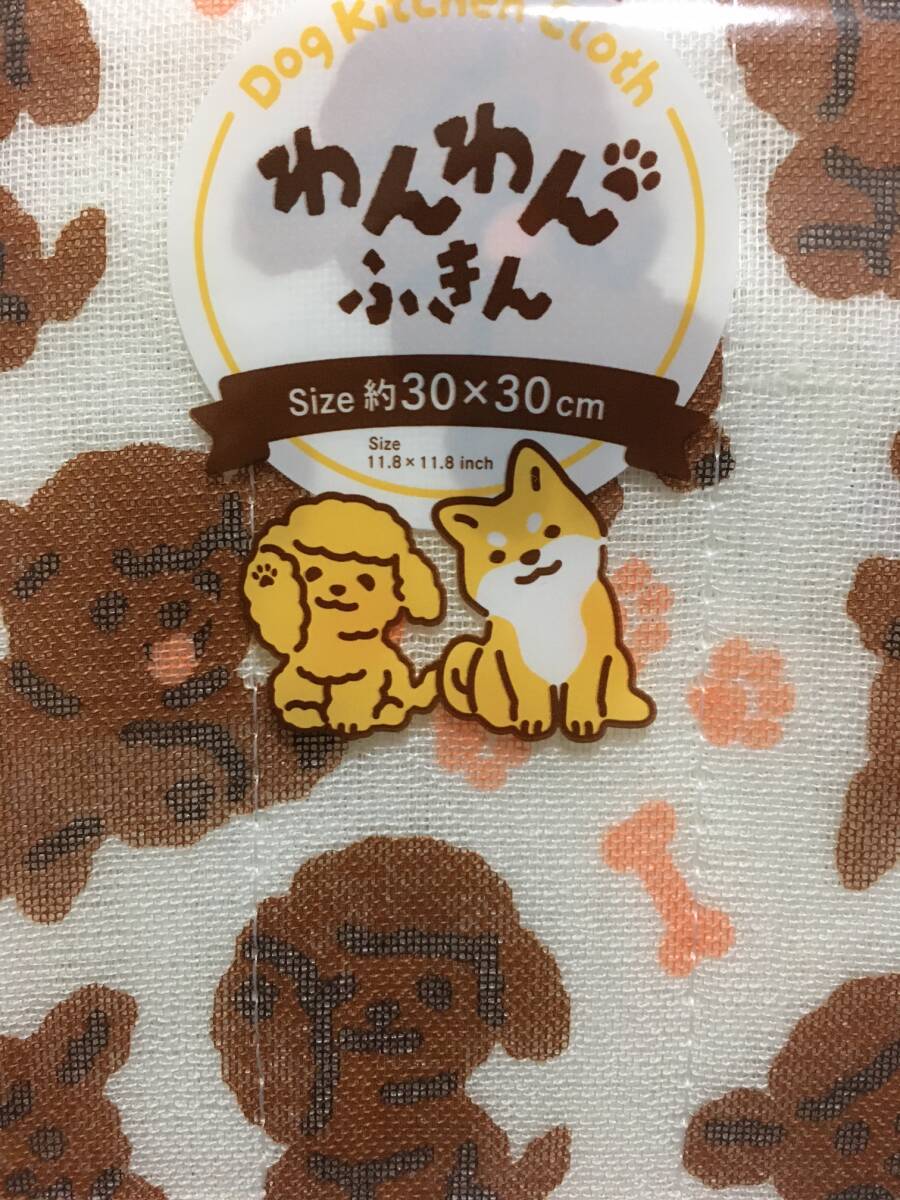 Dog Kitchen Cloth
わんわん
ふきん
Size 約30×30cm
Size
11.8×11.8 inch